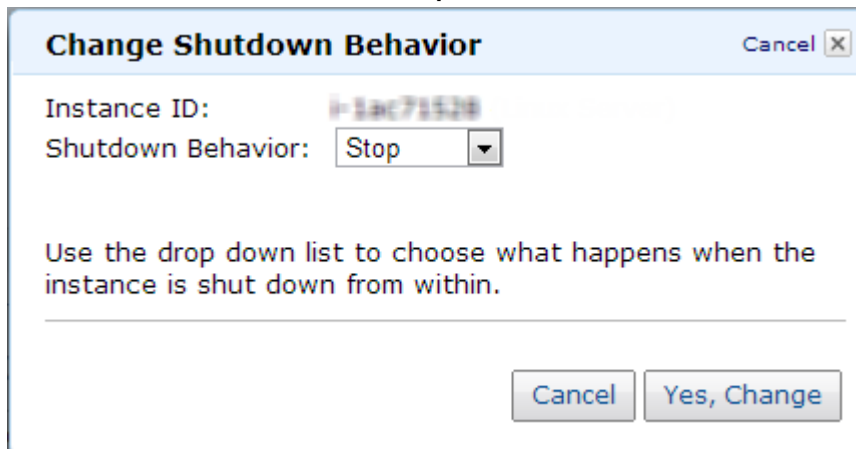 Change Shutdown Behavior
Cancel
Instance ID:
Shutdown Behavior: Stop
Use the drop down list to choose what happens when the
instance is shut down from within.
Cancel Yes, Change